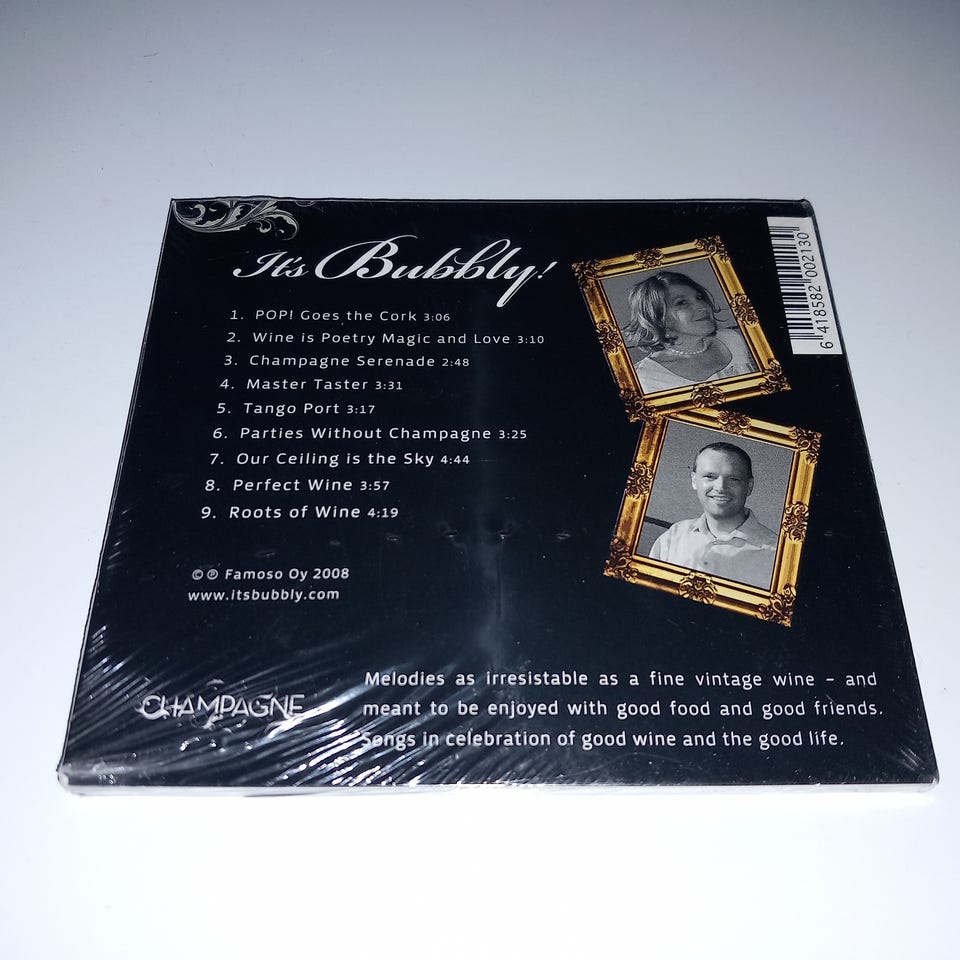 It's Bubbly!
1. POP! Goes the Cork 3:06
2. Wine is Poetry Magic and Love 3:10
3. Champagne Serenade 2:48
4. Master Taster 3:31
5. Tango Port 3:17
6. Parties Without Champagne 3:25
7. Our Ceiling is the Sky 4:44
8. Perfect Wine 3:57
9. Roots of Wine 4:19
© ℗ Famoso Oy 2008
www.itsbubbly.com
CHAMPAGNE
Melodies as irresistable as a fine vintage wine – and
meant to be enjoyed with good food and good friends.
Songs in celebration of good wine and the good life.
6 418582 002130